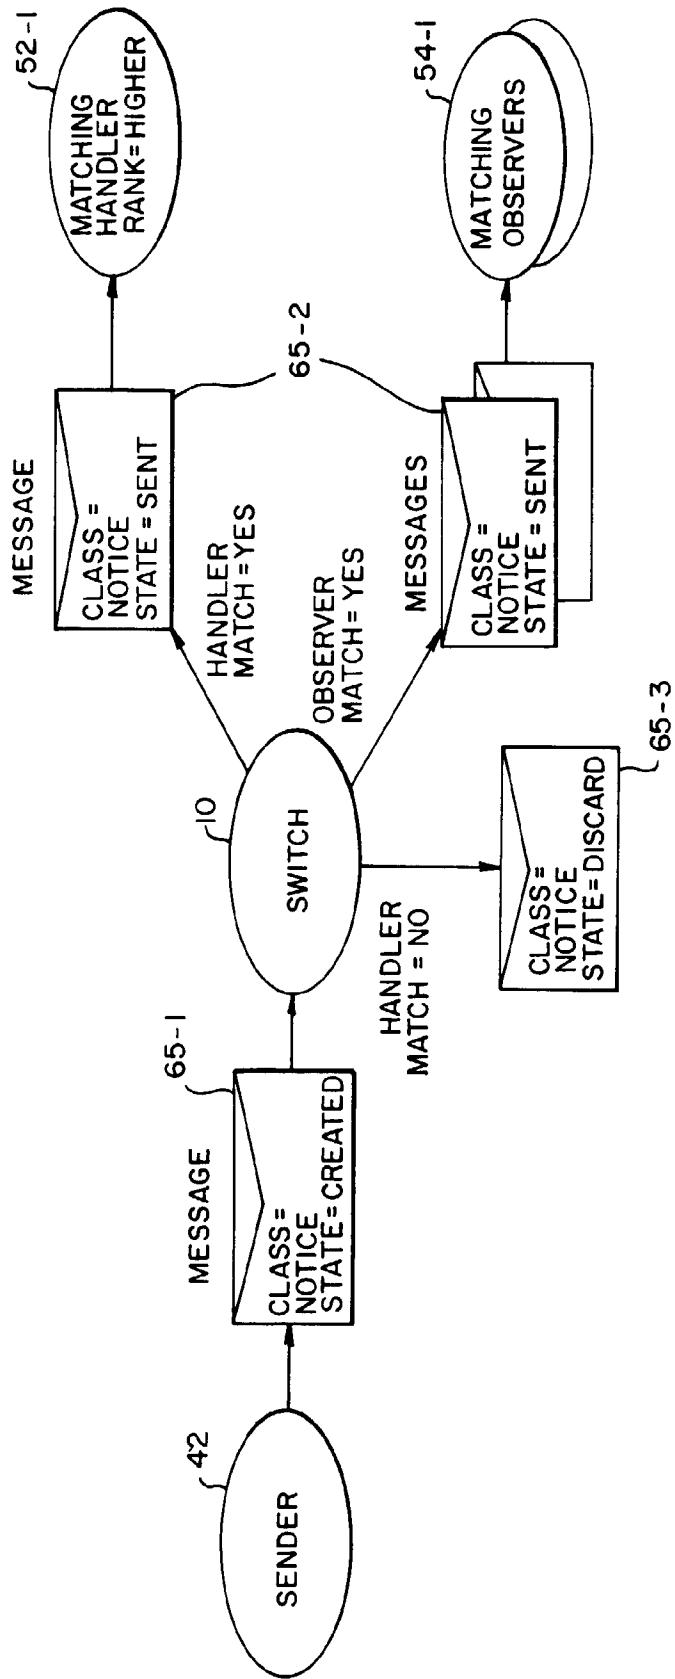 42
SENDER
MESSAGE
65-1
CLASS =
NOTICE
STATE = CREATED
10
SWITCH
HANDLER
MATCH = YES
OBSERVER
MATCH = YES
HANDLER
MATCH = NO
MESSAGE
CLASS =
NOTICE
STATE = SENT
65-2
MESSAGES
CLASS =
NOTICE
STATE = SENT
CLASS =
NOTICE
STATE = DISCARD
65-3
52-1
MATCHING
HANDLER
RANK = HIGHER
54-1
MATCHING
OBSERVERS